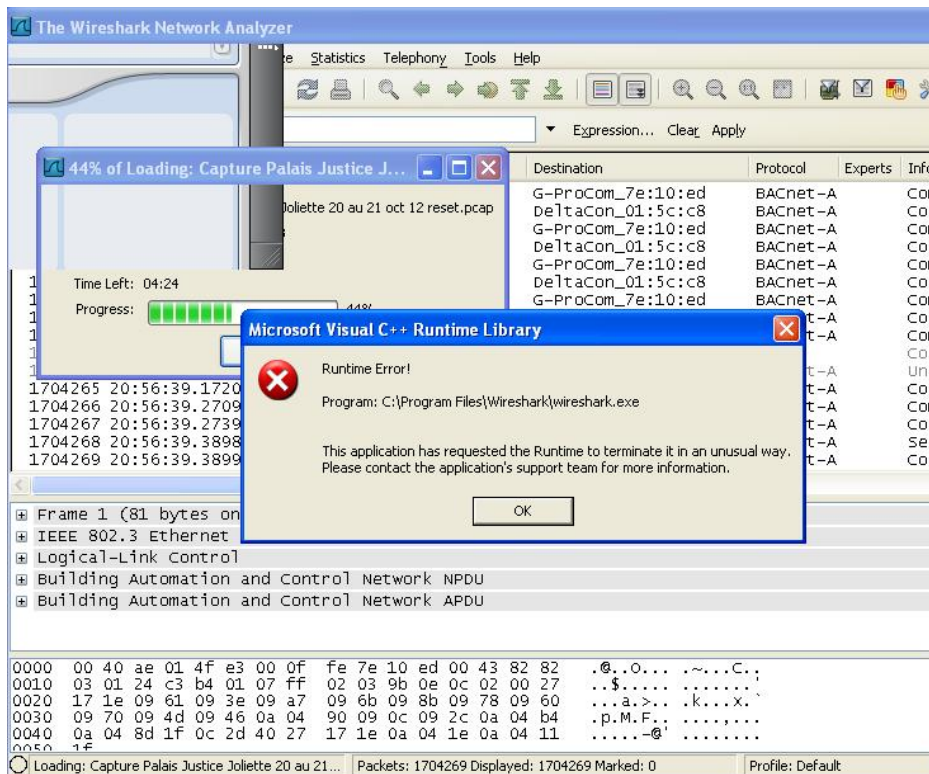 The Wireshark Network Analyzer
Statistics Telephony Tools Help
Expression... Clear Apply
44% of Loading: Capture Palais Justice J...
Joliette 20 au 21 oct 12 reset.pcap
Time Left: 04:24
Progress: 44%
Destination Protocol Experts
G-ProCom_7e:10:ed BACnet-A
DeltaCon_01:5c:c8 BACnet-A
G-ProCom_7e:10:ed BACnet-A
DeltaCon_01:5c:c8 BACnet-A
G-ProCom_7e:10:ed BACnet-A
DeltaCon_01:5c:c8 BACnet-A
G-ProCom_7e:10:ed BACnet-A
Microsoft Visual C++ Runtime Library
Runtime Error!
Program: C:\Program Files\Wireshark\wireshark.exe
This application has requested the Runtime to terminate it in an unusual way.
Please contact the application's support team for more information.
OK
1704265 20:56:39.1720
1704266 20:56:39.2709
1704267 20:56:39.2739
1704268 20:56:39.3898
1704269 20:56:39.3899
Frame 1 (81 bytes on
IEEE 802.3 Ethernet
Logical-Link Control
Building Automation and Control Network NPDU
Building Automation and Control Network APDU
0000 00 40 ae 01 4f e3 00 0f fe 7e 10 ed 00 43 82 82 .@..O... .~...C..
0010 03 01 24 c3 b4 01 07 ff 02 03 9b 0e 0c 02 00 27 ..$..... .......'
0020 17 1e 09 61 09 3e 09 a7 09 6b 09 8b 09 78 09 60 ...a.>.. .k...x.`
0030 09 70 09 4d 09 46 0a 04 90 09 0c 09 2c 0a 04 b4 .p.M.F.. ....,...
0040 0a 04 8d 1f 0c 2d 40 27 17 1e 0a 04 1e 0a 04 11 .....-@' ........
0050 1f
Loading: Capture Palais Justice Joliette 20 au 21... Packets: 1704269 Displayed: 1704269 Marked: 0 Profile: Default